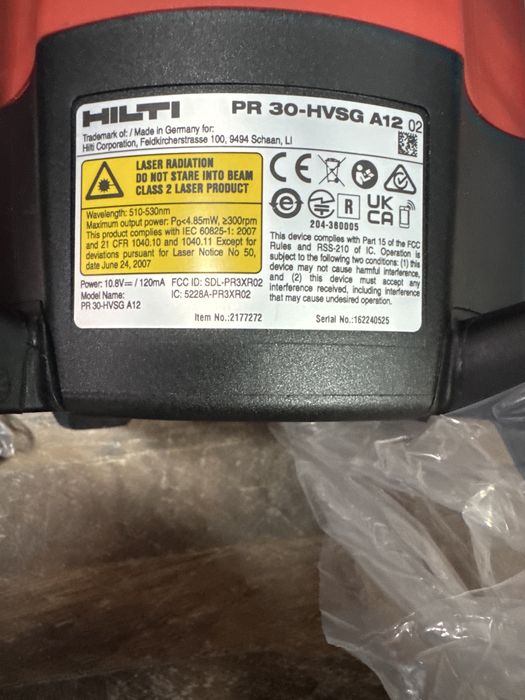 HILTI PR 30-HVSG A12 02
Trademark of: / Made in Germany for:
Hilti Corporation, Feldkircherstrasse 100, 9494 Schaan, LI
LASER RADIATION
DO NOT STARE INTO BEAM
CLASS 2 LASER PRODUCT
Wavelength: 510-530nm
Maximum output power: Po<4.85mW, ≥300rpm
This product complies with IEC 60825-1: 2007
and 21 CFR 1040.10 and 1040.11 Except for
deviations pursuant for Laser Notice No 50,
date June 24, 2007
CE
R
UK
CA
204-380005
This device complies with Part 15 of the FCC
Rules and RSS-210 of IC. Operation is
subject to the following two conditions: (1) this
device may not cause harmful interference,
and (2) this device must accept any
interference received, including interference
that may cause undesired operation.
Power: 10.8V⎓ / 120mA FCC ID: SDL-PR3XR02
Model Name: IC: 5228A-PR3XR02
PR 30-HVSG A12
Item No.:2177272 Serial No.:162240525